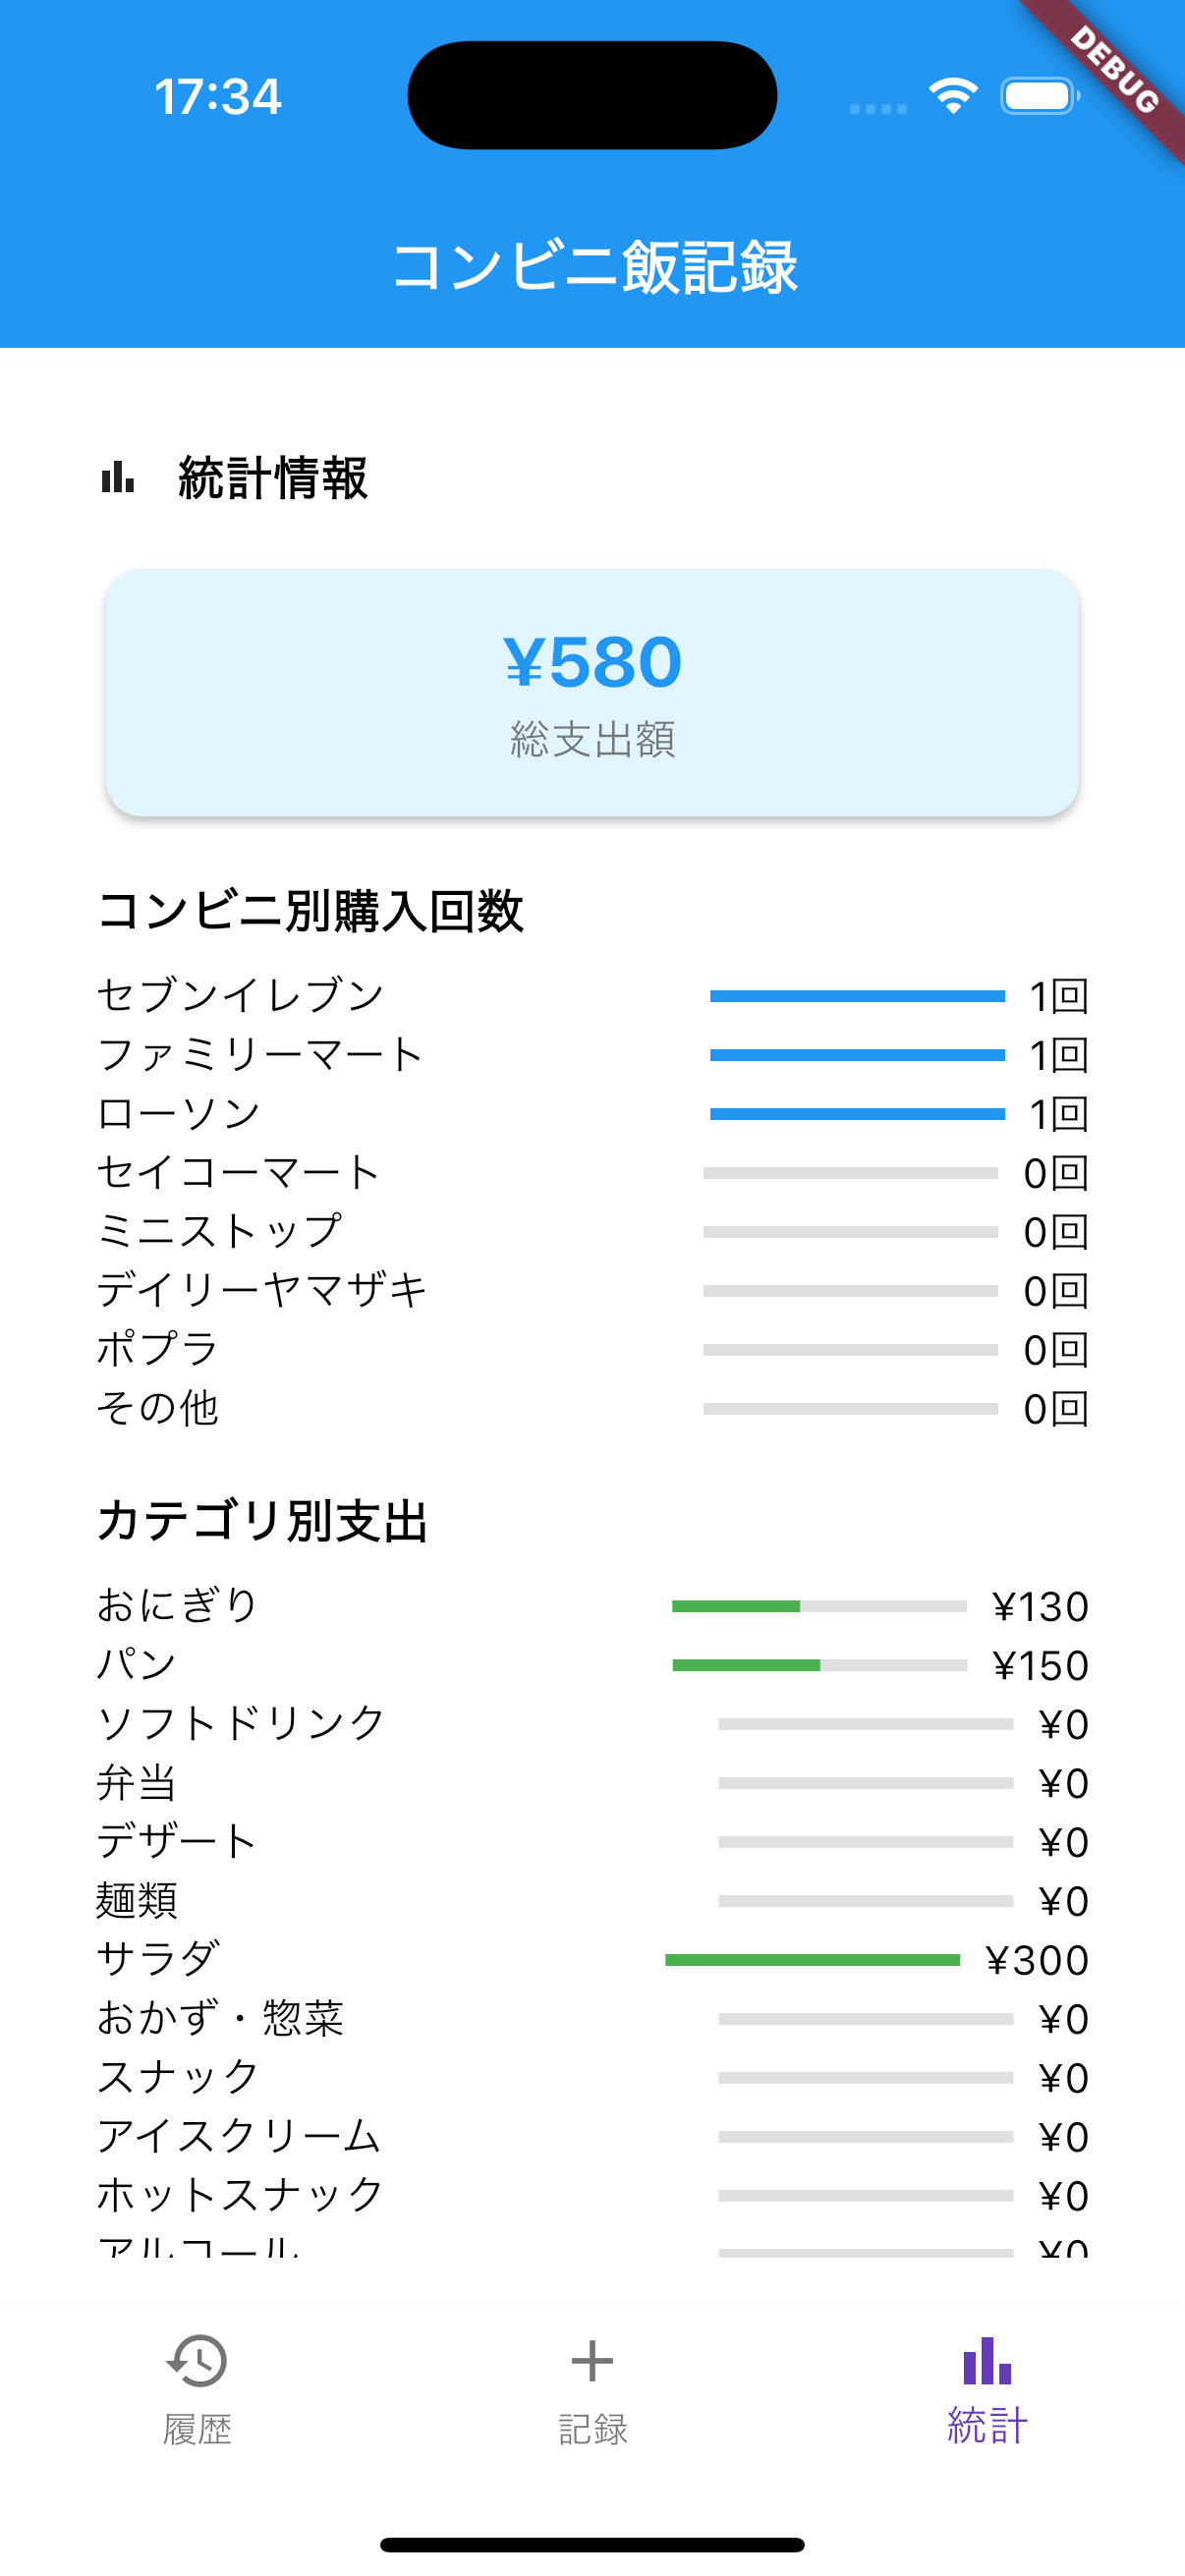 17:34
DEBUG
コンビニ飯記録
統計情報
¥580
総支出額
コンビニ別購入回数
セブンイレブン 1回
ファミリーマート 1回
ローソン 1回
セイコーマート 0回
ミニストップ 0回
デイリーヤマザキ 0回
ポプラ 0回
その他 0回
カテゴリ別支出
おにぎり ¥130
パン ¥150
ソフトドリンク ¥0
弁当 ¥0
デザート ¥0
麺類 ¥0
サラダ ¥300
おかず・惣菜 ¥0
スナック ¥0
アイスクリーム ¥0
ホットスナック ¥0
アルコール ¥0
履歴 記録 統計